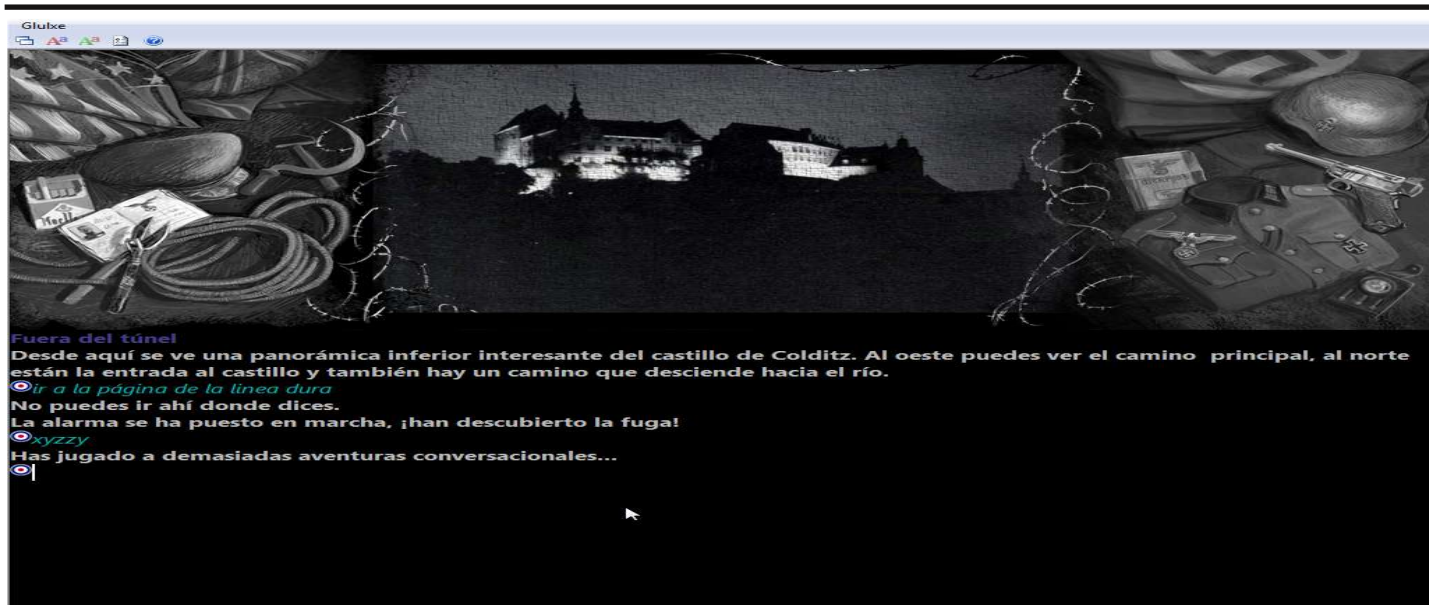 Glulxe
Fuera del túnel
Desde aquí se ve una panorámica inferior interesante del castillo de Colditz. Al oeste puedes ver el camino principal, al norte
están la entrada al castillo y también hay un camino que desciende hacia el río.
ir a la página de la linea dura
No puedes ir ahí donde dices.
La alarma se ha puesto en marcha, ¡han descubierto la fuga!
xyzzy
Has jugado a demasiadas aventuras conversacionales...